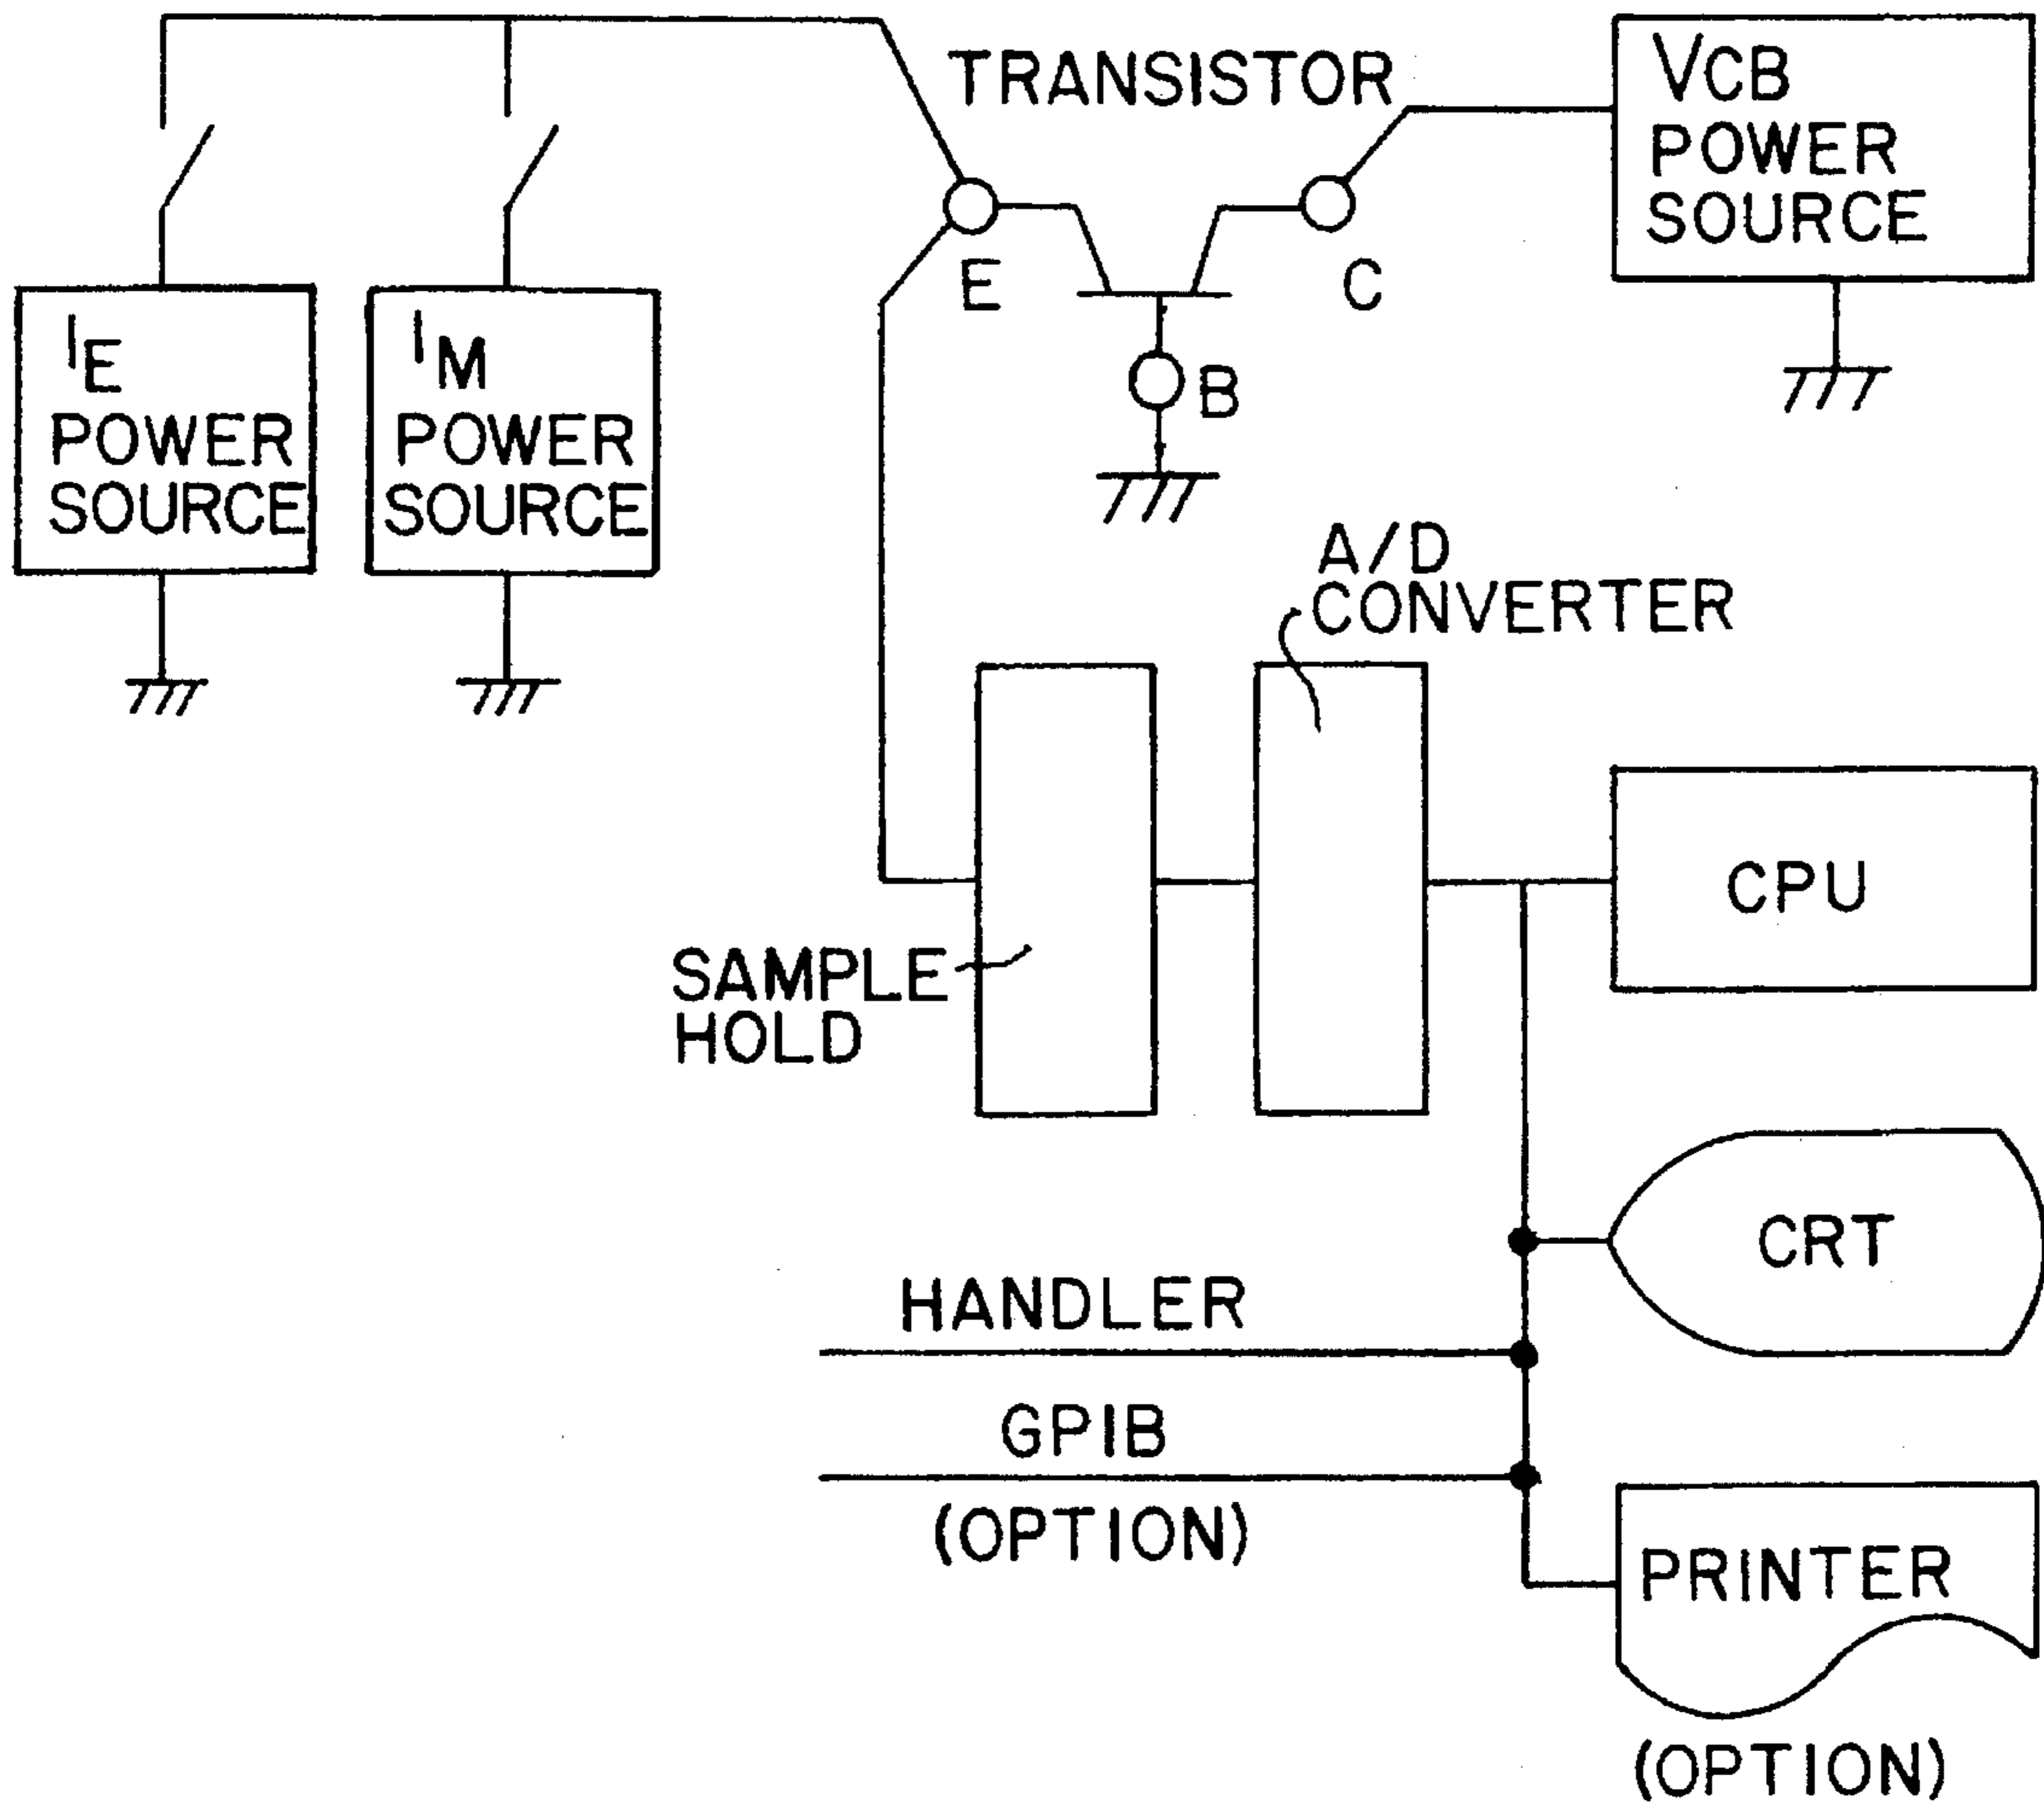 TRANSISTOR
VCB
POWER
SOURCE
E
C
B
IE
POWER
SOURCE
IM
POWER
SOURCE
A/D
CONVERTER
CPU
SAMPLE
HOLD
CRT
HANDLER
GPIB
(OPTION)
PRINTER
(OPTION)